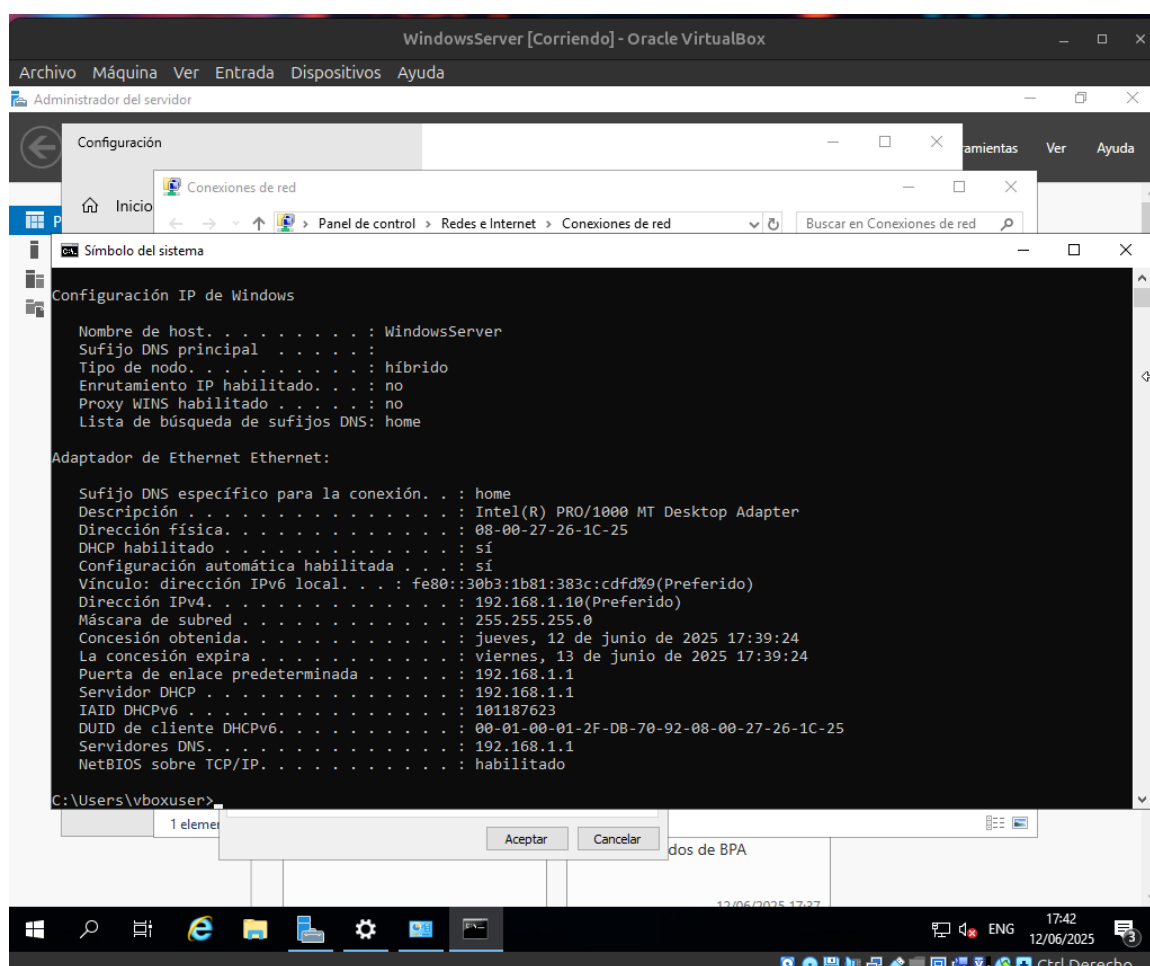 WindowsServer [Corriendo] - Oracle VirtualBox
Archivo Máquina Ver Entrada Dispositivos Ayuda
Administrador del servidor
Configuración
Ver Ayuda
Conexiones de red
Inicio
Panel de control > Redes e Internet > Conexiones de red
Buscar en Conexiones de red
Símbolo del sistema
Configuración IP de Windows
Nombre de host. . . . . . . . . : WindowsServer
Sufijo DNS principal . . . . . :
Tipo de nodo. . . . . . . . . . : híbrido
Enrutamiento IP habilitado. . . : no
Proxy WINS habilitado . . . . . : no
Lista de búsqueda de sufijos DNS: home
Adaptador de Ethernet Ethernet:
Sufijo DNS específico para la conexión. . : home
Descripción . . . . . . . . . . . . . . . : Intel(R) PRO/1000 MT Desktop Adapter
Dirección física. . . . . . . . . . . . . : 08-00-27-26-1C-25
DHCP habilitado . . . . . . . . . . . . . : sí
Configuración automática habilitada . . . : sí
Vínculo: dirección IPv6 local. . . : fe80::30b3:1b81:383c:cdfd%9(Preferido)
Dirección IPv4. . . . . . . . . . . . . . : 192.168.1.10(Preferido)
Máscara de subred . . . . . . . . . . . . : 255.255.255.0
Concesión obtenida. . . . . . . . . . . . : jueves, 12 de junio de 2025 17:39:24
La concesión expira . . . . . . . . . . . : viernes, 13 de junio de 2025 17:39:24
Puerta de enlace predeterminada . . . . . : 192.168.1.1
Servidor DHCP . . . . . . . . . . . . . . : 192.168.1.1
IAID DHCPv6 . . . . . . . . . . . . . . . : 101187623
DUID de cliente DHCPv6. . . . . . . . . . : 00-01-00-01-2F-DB-70-92-08-00-27-26-1C-25
Servidores DNS. . . . . . . . . . . . . . : 192.168.1.1
NetBIOS sobre TCP/IP. . . . . . . . . . . : habilitado
C:\Users\vboxuser>
Aceptar Cancelar
de BPA
12/06/2025 17:37
ENG
17:42
12/06/2025
3
Ctrl Derecho